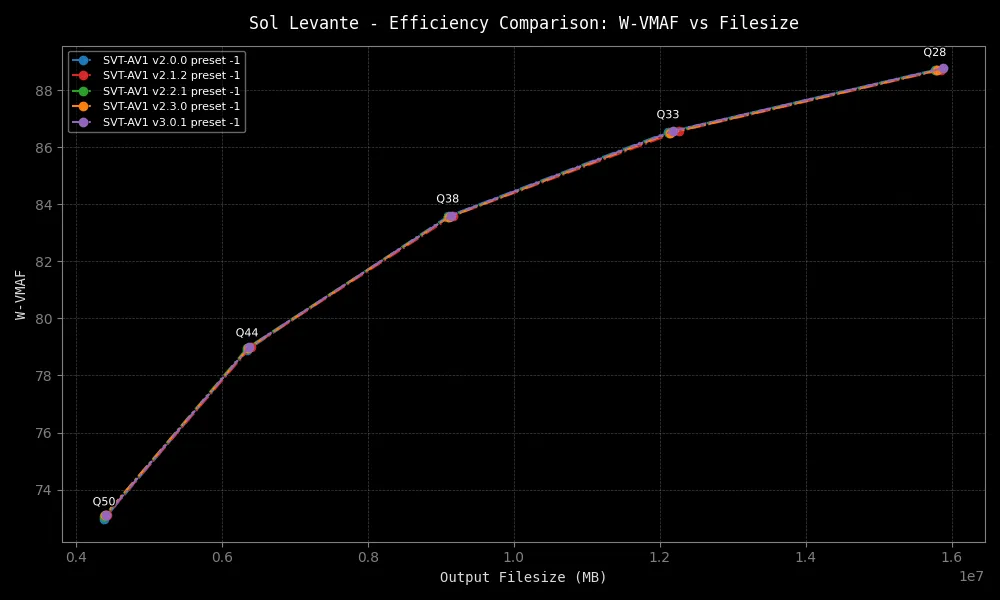 Sol Levante - Efficiency Comparison: W-VMAF vs Filesize
SVT-AV1 v2.0.0 preset -1
SVT-AV1 v2.1.2 preset -1
SVT-AV1 v2.2.1 preset -1
SVT-AV1 v2.3.0 preset -1
SVT-AV1 v3.0.1 preset -1
Q28
Q33
Q38
Q44
Q50
W-VMAF
88
86
84
82
80
78
76
74
0.4 0.6 0.8 1.0 1.2 1.4 1.6
1e7
Output Filesize (MB)